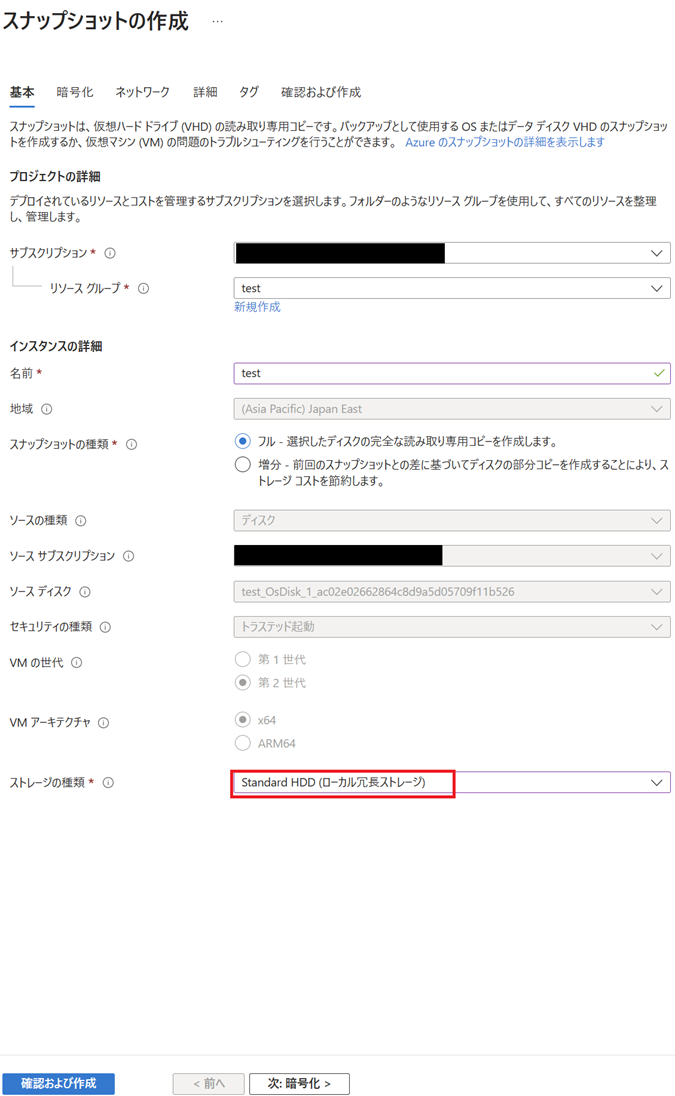 スナップショットの作成 …
基本 暗号化 ネットワーク 詳細 タグ 確認および作成
スナップショットは、仮想ハード ドライブ (VHD) の読み取り専用コピーです。バックアップとして使用する OS またはデータ ディスク VHD のスナップショッ
トを作成するか、仮想マシン (VM) の問題のトラブルシューティングを行うことができます。 Azure のスナップショットの詳細を表示します
プロジェクトの詳細
デプロイされているリソースとコストを管理するサブスクリプションを選択します。フォルダーのようなリソース グループを使用して、すべてのリソースを整理
し、管理します。
サブスクリプション *
リソース グループ * test
新規作成
インスタンスの詳細
名前 * test
地域 (Asia Pacific) Japan East
スナップショットの種類 * フル - 選択したディスクの完全な読み取り専用コピーを作成します。
増分 - 前回のスナップショットとの差に基づいてディスクの部分コピーを作成することにより、ス
トレージ コストを節約します。
ソースの種類 ディスク
ソース サブスクリプション
ソース ディスク test_OsDisk_1_ac02e02662864c8d9a5d05709f11b526
セキュリティの種類 トラステッド起動
VM の世代 第 1 世代
第 2 世代
VM アーキテクチャ x64
ARM64
ストレージの種類 * Standard HDD (ローカル冗長ストレージ)
確認および作成 < 前へ 次: 暗号化 >